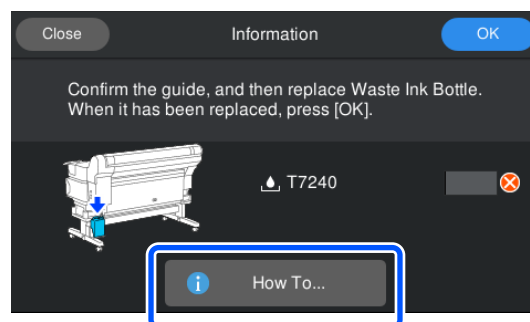 Close
Information
OK
Confirm the guide, and then replace Waste Ink Bottle.
When it has been replaced, press [OK].
T7240
How To...